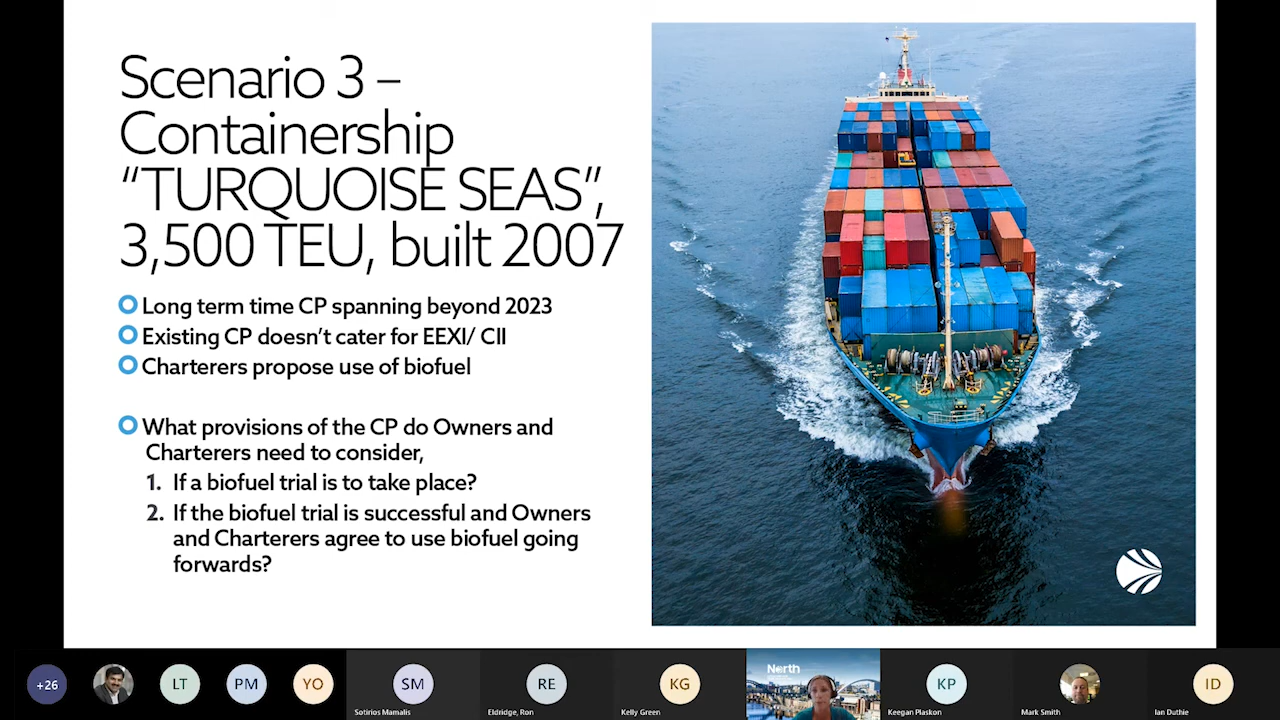 Scenario 3 –
Containership
“TURQUOISE SEAS”,
3,500 TEU, built 2007
Long term time CP spanning beyond 2023
Existing CP doesn’t cater for EEXI/ CII
Charterers propose use of biofuel
What provisions of the CP do Owners and
Charterers need to consider,
1. If a biofuel trial is to take place?
2. If the biofuel trial is successful and Owners
and Charterers agree to use biofuel going
forwards?
+26
LT
PM
YO
SM
Sotirios Mamalis
RE
Eldridge, Ron
KG
Kelly Green
North
KP
Keegan Plaskon
Mark Smith
ID
Ian Duthie